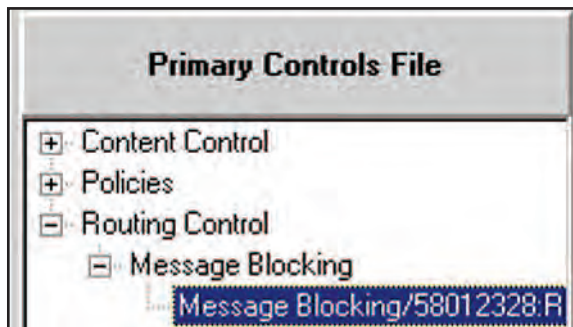 Primary Controls File
Content Control
Policies
Routing Control
Message Blocking
Message Blocking/58012328:R